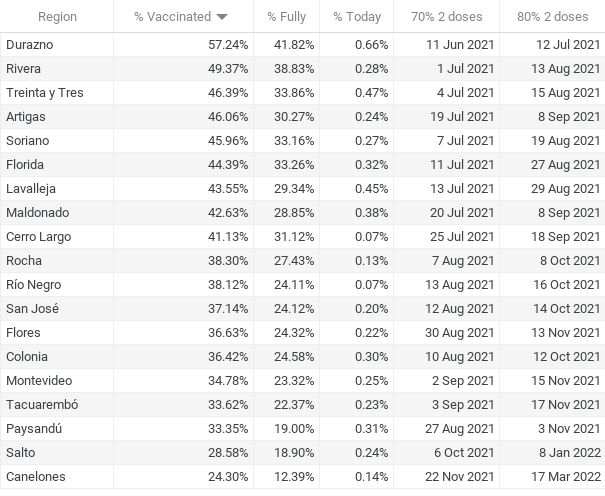 Region % Vaccinated % Fully % Today 70% 2 doses 80% 2 doses
Durazno 57.24% 41.82% 0.66% 11 Jun 2021 12 Jul 2021
Rivera 49.37% 38.83% 0.28% 1 Jul 2021 13 Aug 2021
Treinta y Tres 46.39% 33.86% 0.47% 4 Jul 2021 15 Aug 2021
Artigas 46.06% 30.27% 0.24% 19 Jul 2021 8 Sep 2021
Soriano 45.96% 33.16% 0.27% 7 Jul 2021 19 Aug 2021
Florida 44.39% 33.26% 0.32% 11 Jul 2021 27 Aug 2021
Lavalleja 43.55% 29.34% 0.45% 13 Jul 2021 29 Aug 2021
Maldonado 42.63% 28.85% 0.38% 20 Jul 2021 8 Sep 2021
Cerro Largo 41.13% 31.12% 0.07% 25 Jul 2021 18 Sep 2021
Rocha 38.30% 27.43% 0.13% 7 Aug 2021 8 Oct 2021
Río Negro 38.12% 24.11% 0.07% 13 Aug 2021 16 Oct 2021
San José 37.14% 24.12% 0.20% 12 Aug 2021 14 Oct 2021
Flores 36.63% 24.32% 0.22% 30 Aug 2021 13 Nov 2021
Colonia 36.42% 24.58% 0.30% 10 Aug 2021 12 Oct 2021
Montevideo 34.78% 23.32% 0.25% 2 Sep 2021 15 Nov 2021
Tacuarembó 33.62% 22.37% 0.23% 3 Sep 2021 17 Nov 2021
Paysandú 33.35% 19.00% 0.31% 27 Aug 2021 3 Nov 2021
Salto 28.58% 18.90% 0.24% 6 Oct 2021 8 Jan 2022
Canelones 24.30% 12.39% 0.14% 22 Nov 2021 17 Mar 2022